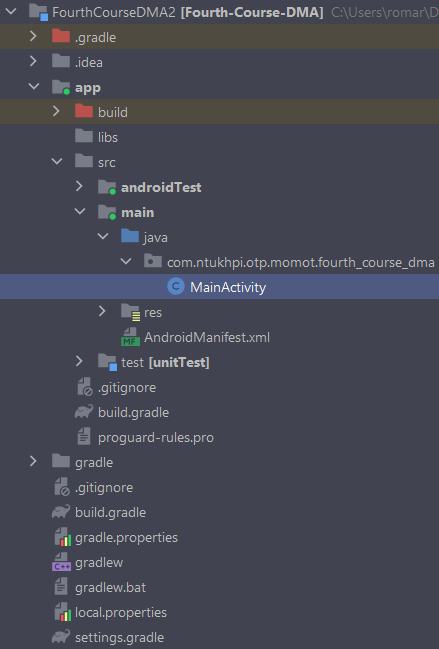 FourthCourseDMA2 [Fourth-Course-DMA] C:\Users\romar\D
.gradle
.idea
app
build
libs
src
androidTest
main
java
com.ntukhpi.otp.momot.fourth_course_dma
C MainActivity
res
MF AndroidManifest.xml
test [unitTest]
.gitignore
build.gradle
proguard-rules.pro
gradle
.gitignore
build.gradle
gradle.properties
C++ gradlew
gradlew.bat
local.properties
settings.gradle